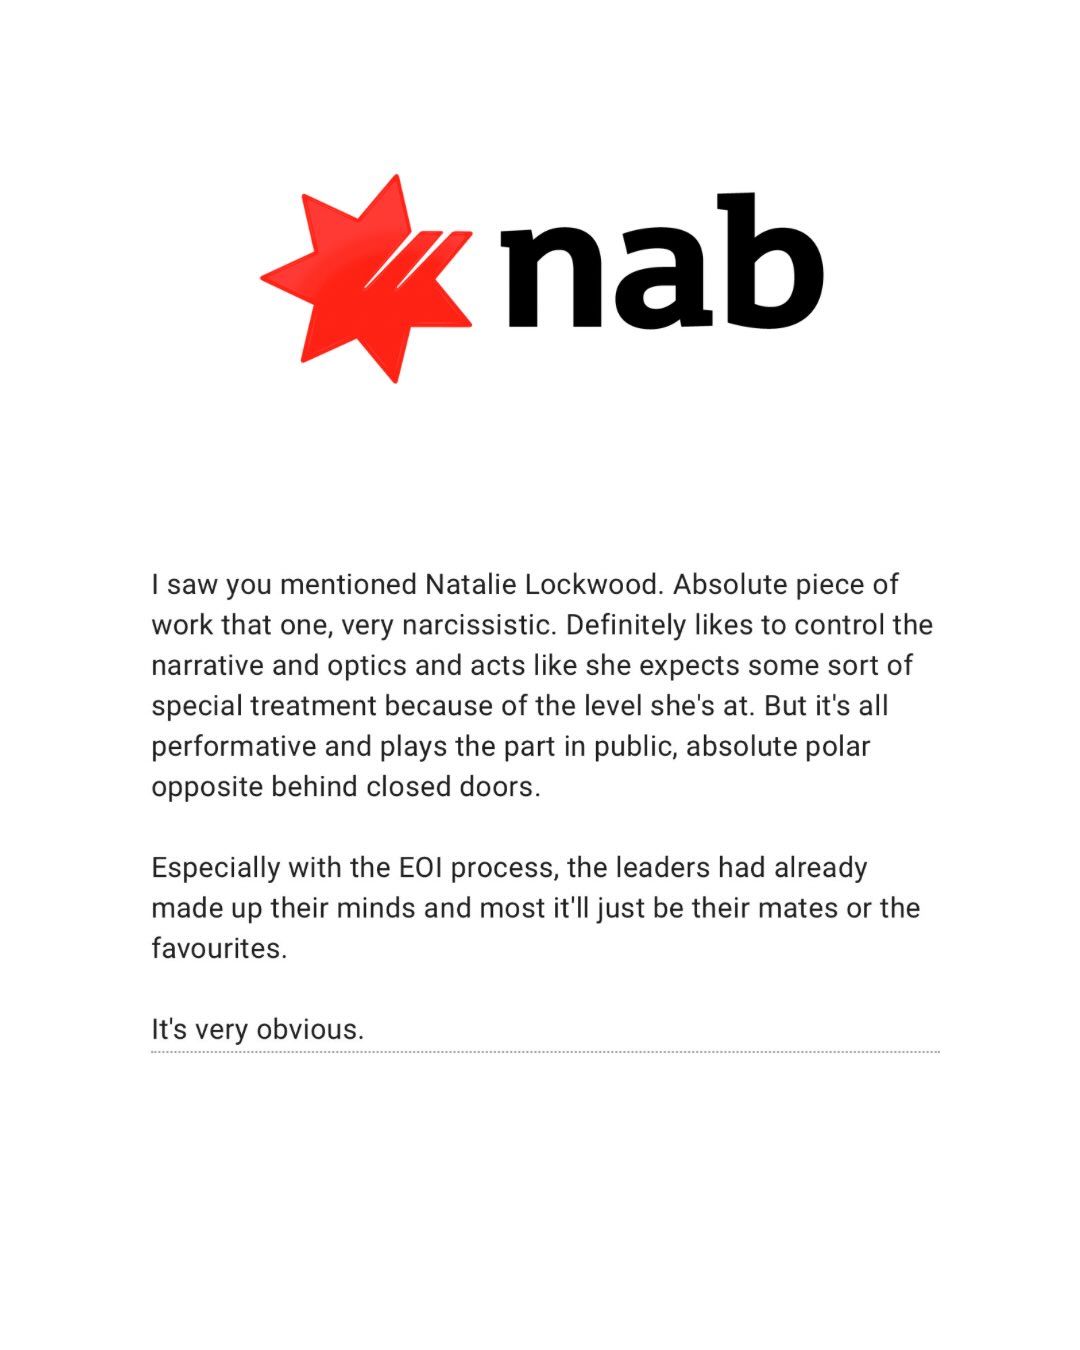 nab
I saw you mentioned Natalie Lockwood. Absolute piece of
work that one, very narcissistic. Definitely likes to control the
narrative and optics and acts like she expects some sort of
special treatment because of the level she's at. But it's all
performative and plays the part in public, absolute polar
opposite behind closed doors.
Especially with the EOI process, the leaders had already
made up their minds and most it'll just be their mates or the
favourites.
It's very obvious.